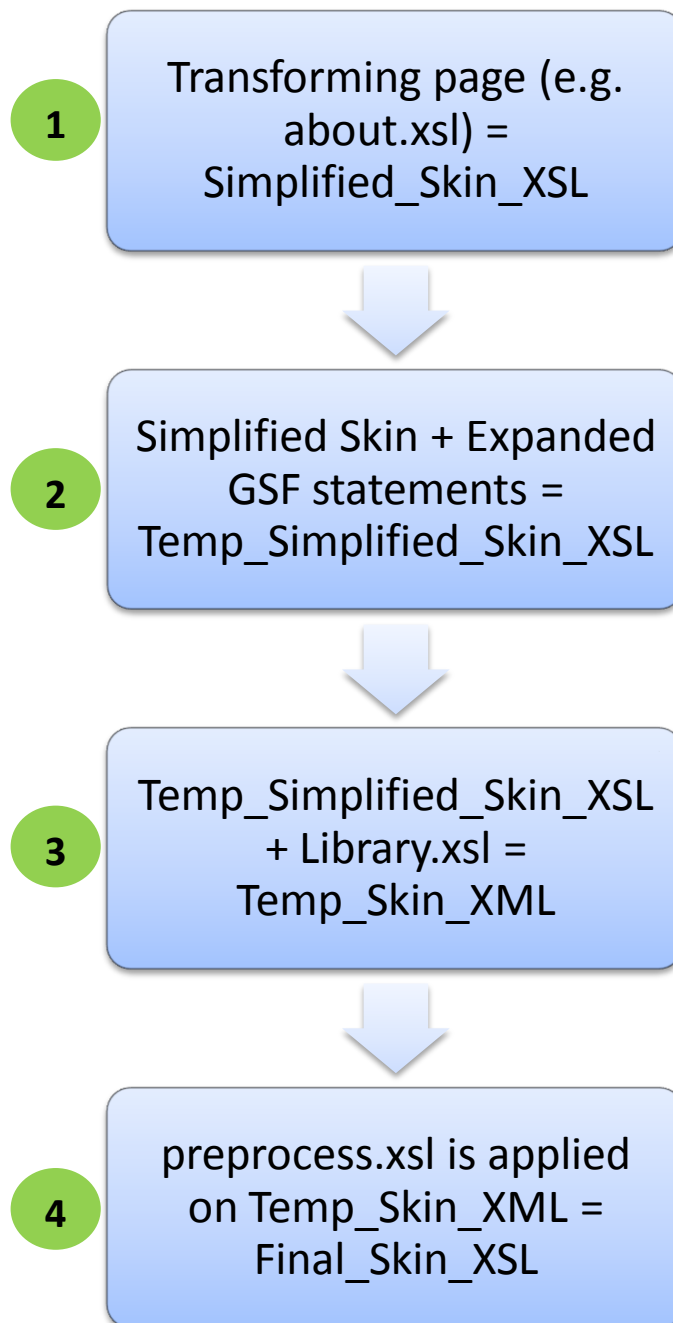 1
Transforming page (e.g.
about.xsl) =
Simplified_Skin_XSL
2
Simplified Skin + Expanded
GSF statements =
Temp_Simplified_Skin_XSL
3
Temp_Simplified_Skin_XSL
+ Library.xsl =
Temp_Skin_XML
4
preprocess.xsl is applied
on Temp_Skin_XML =
Final_Skin_XSL